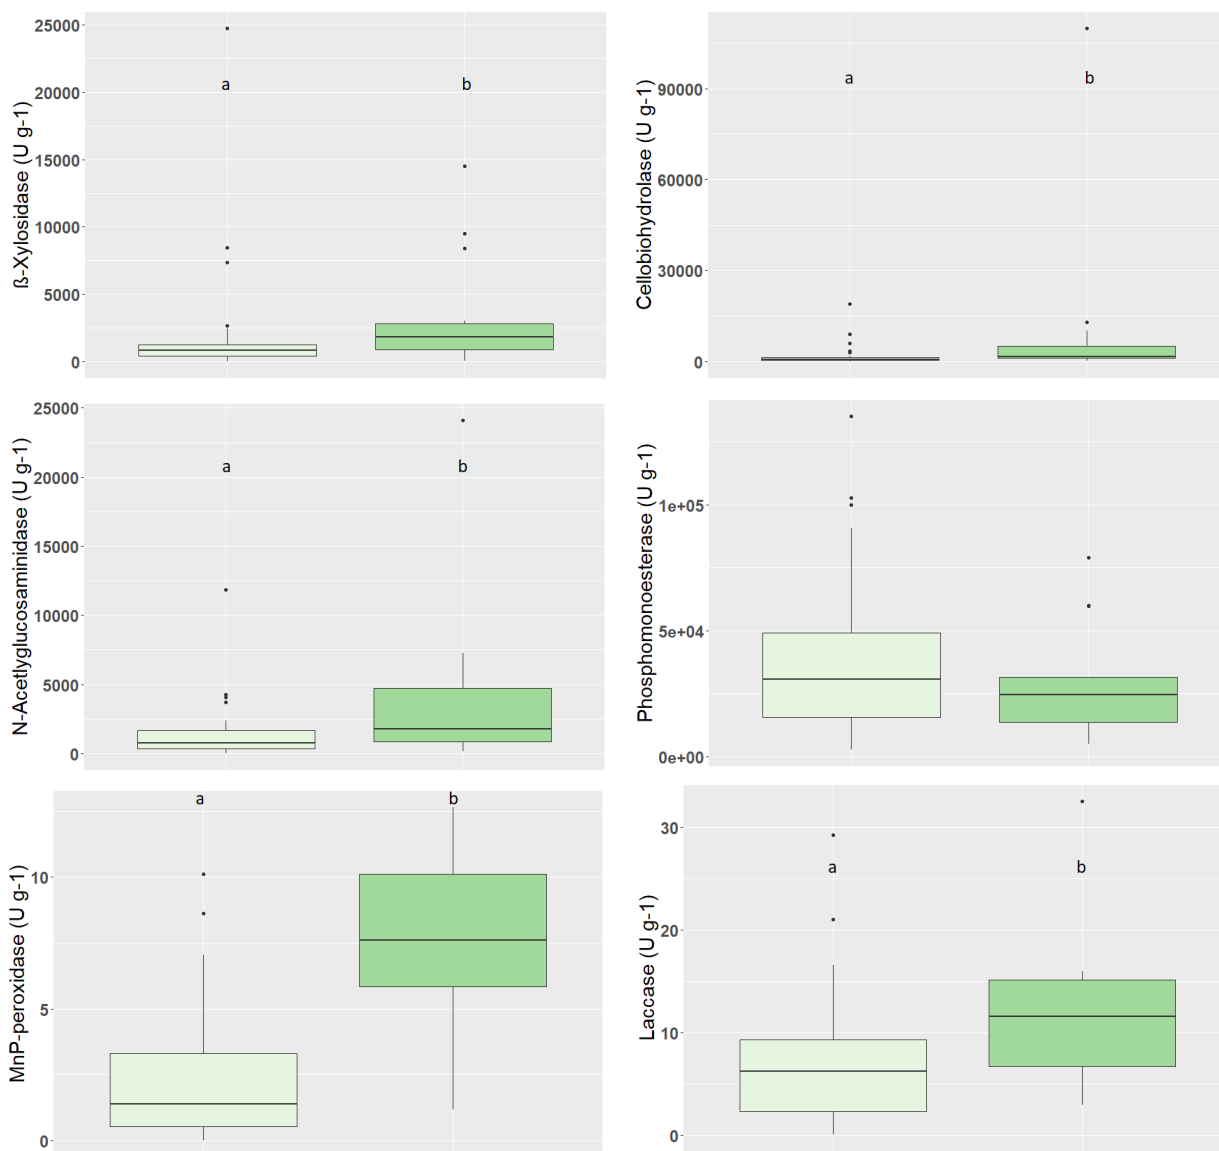 ß-Xylosidase (U g-1)
25000
20000
15000
10000
5000
0
a
b
Cellobiohydrolase (U g-1)
90000
60000
30000
0
a
b
N-Acetlyglucosaminidase (U g-1)
25000
20000
15000
10000
5000
0
a
b
Phosphomonoesterase (U g-1)
1e+05
5e+04
0e+00
MnP-peroxidase (U g-1)
10
5
0
a
b
Laccase (U g-1)
30
20
10
0
a
b